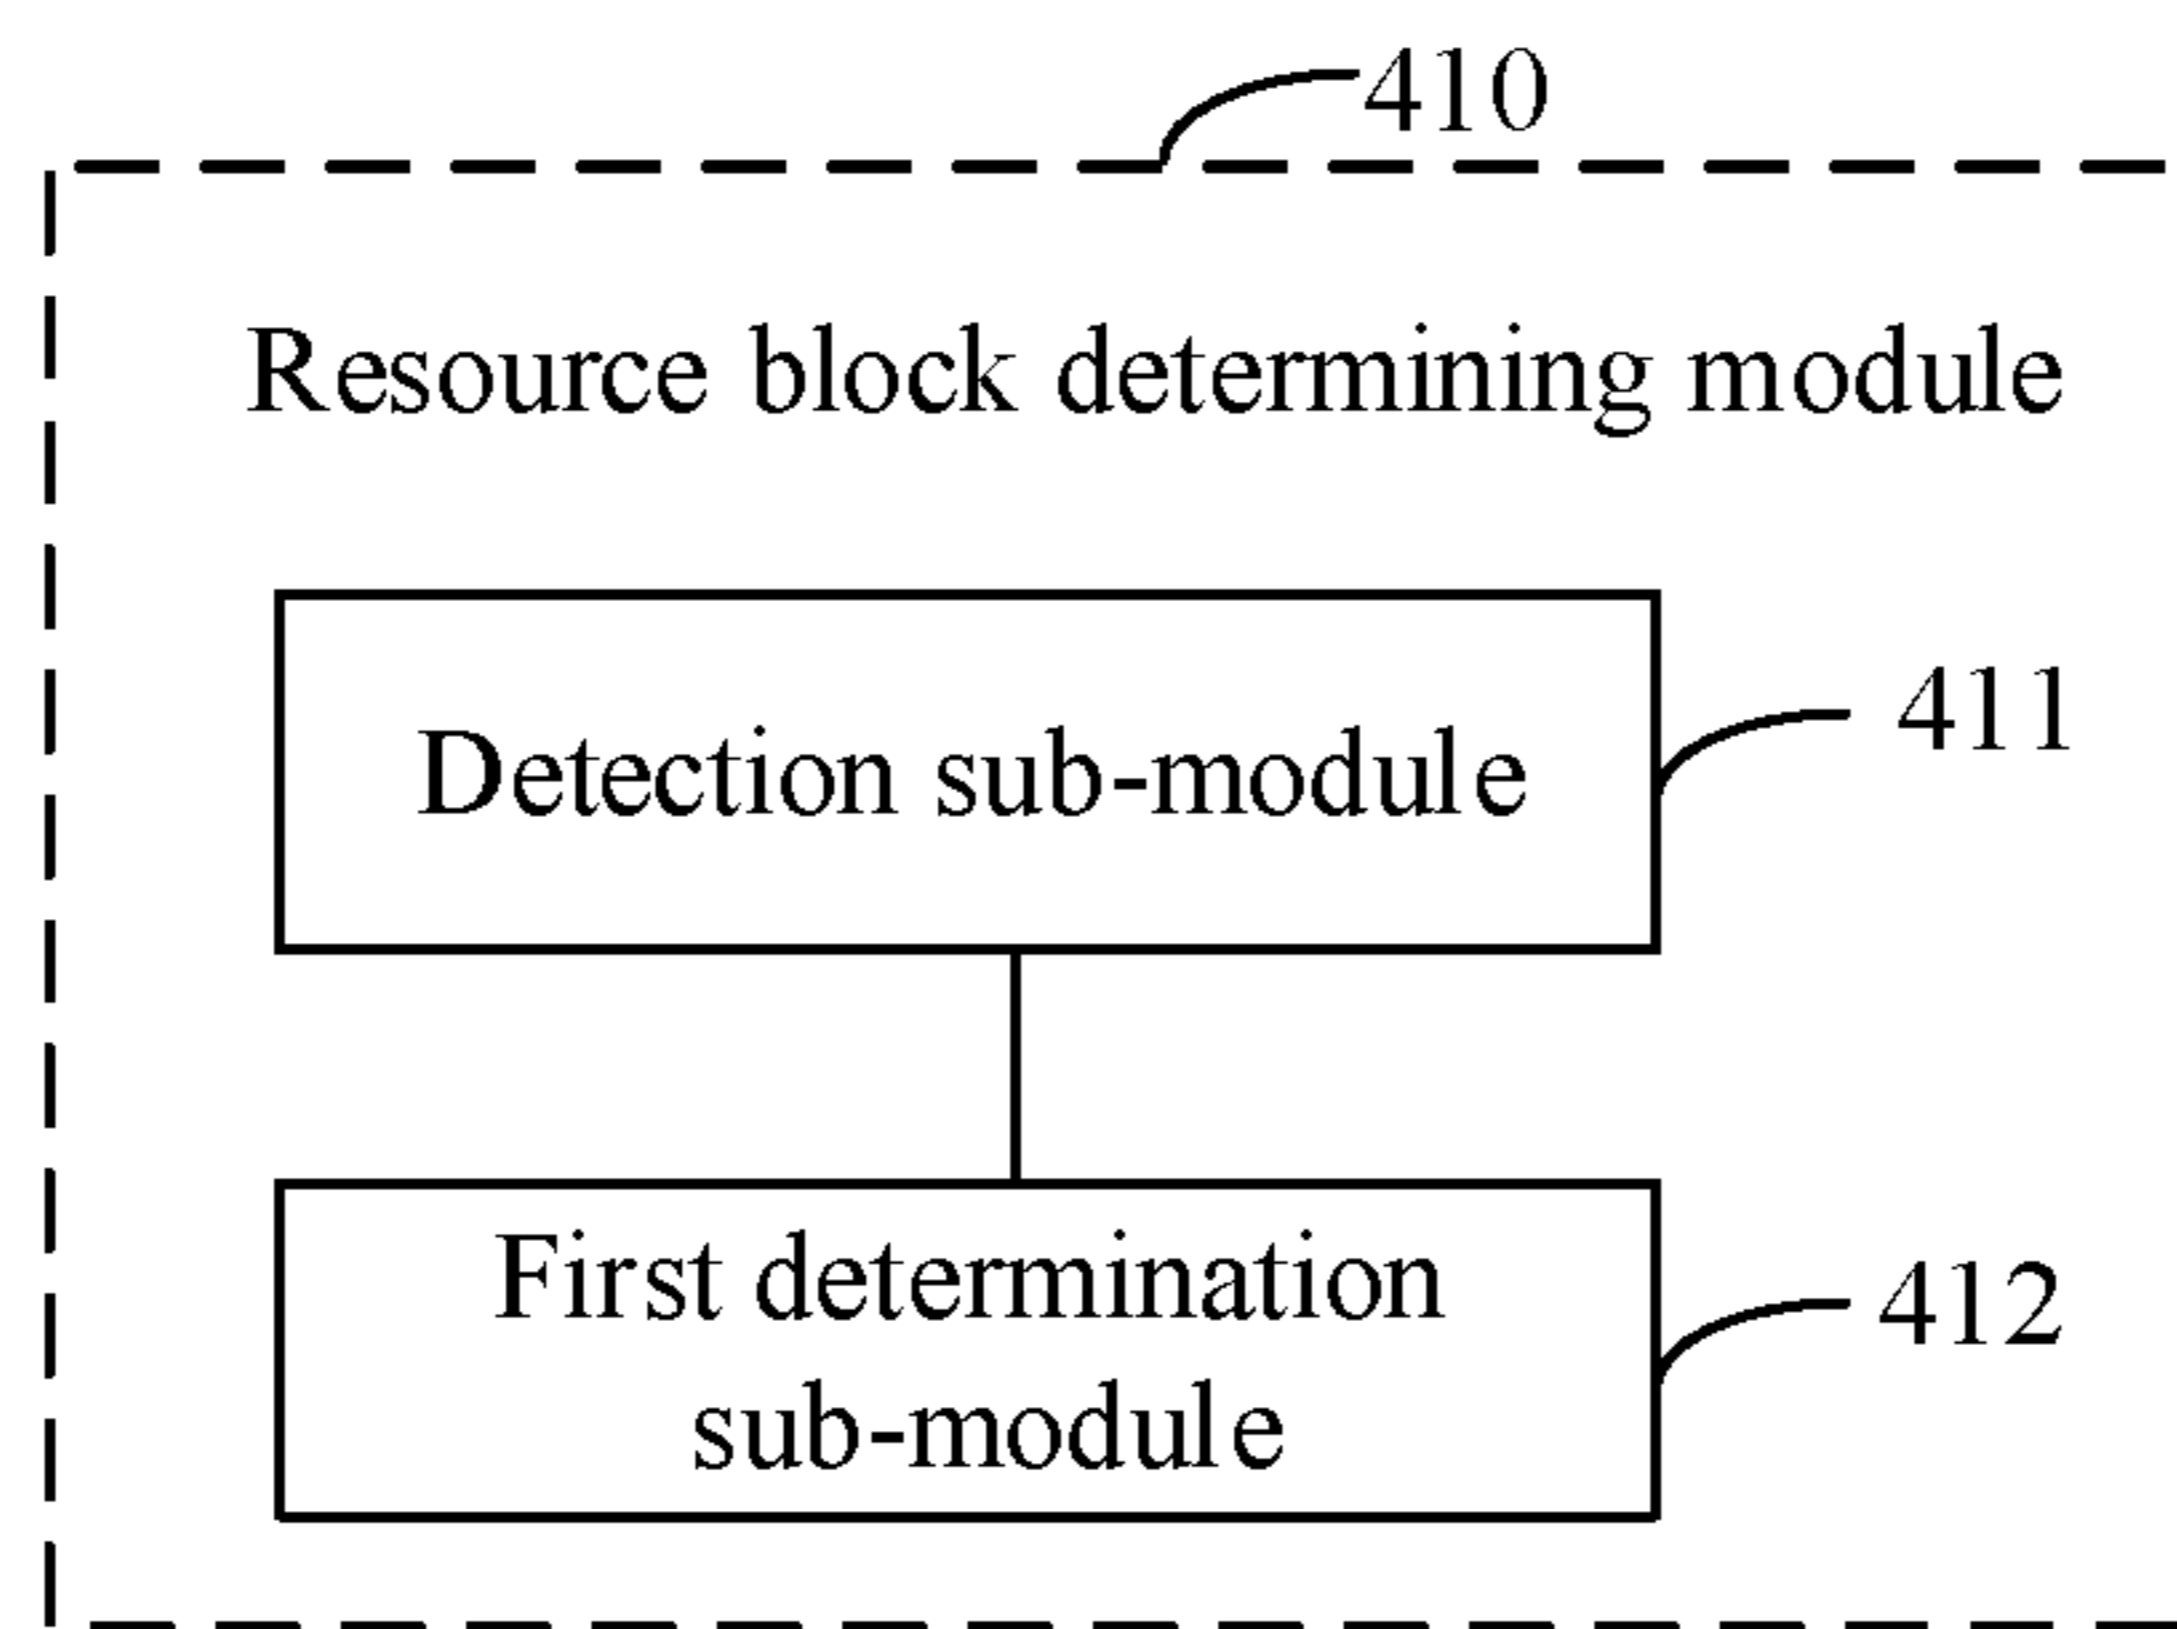 410
Resource block determining module
Detection sub-module
411
First determination
sub-module
412